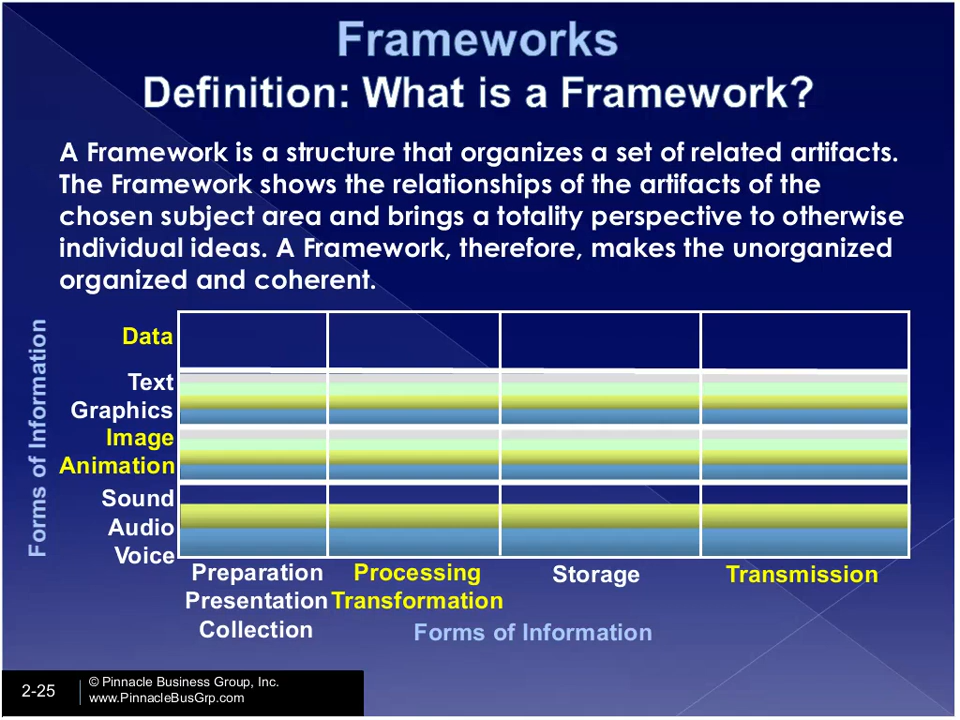 Frameworks
Definition: What is a Framework?
A Framework is a structure that organizes a set of related artifacts.
The Framework shows the relationships of the artifacts of the
chosen subject area and brings a totality perspective to otherwise
individual ideas. A Framework, therefore, makes the unorganized
organized and coherent.
Forms of Information
Data
Text
Graphics
Image
Animation
Sound
Audio
Voice
Preparation
Presentation
Collection
Processing
Transformation
Storage
Transmission
Forms of Information
2-25
© Pinnacle Business Group, Inc.
www.PinnacleBusGrp.com